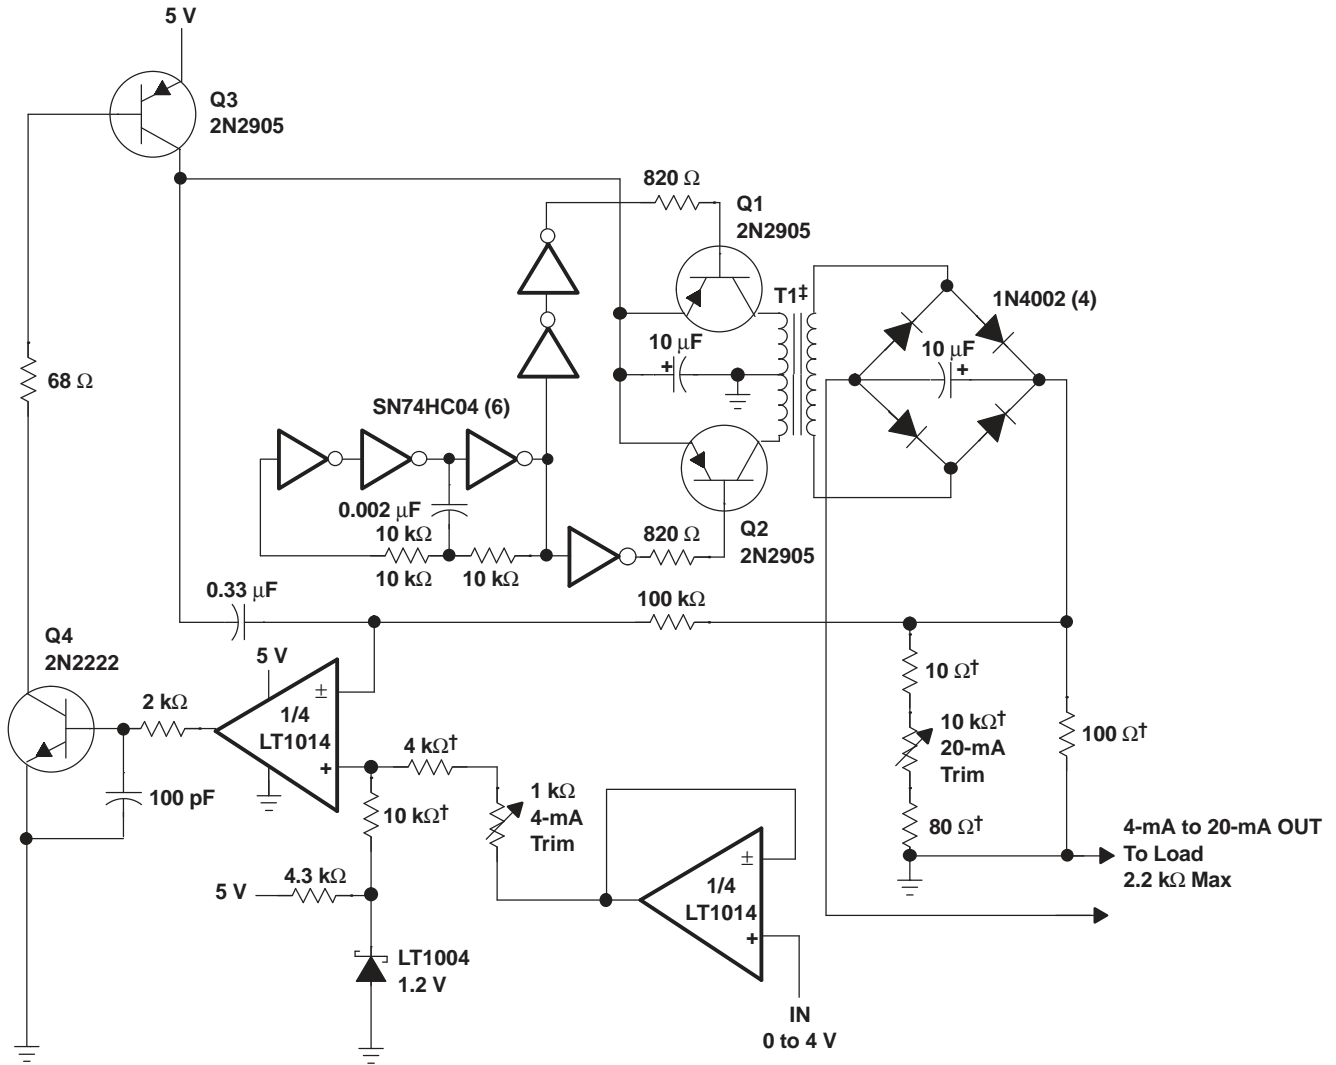 5 V
Q3
2N2905
820 Ω
Q1
2N2905
T1‡
1N4002 (4)
10 μF
+
10 μF
+
68 Ω
SN74HC04 (6)
0.002 μF
10 kΩ
10 kΩ
10 kΩ
820 Ω
Q2
2N2905
0.33 μF
100 kΩ
Q4
2N2222
5 V
2 kΩ
±
1/4
LT1014
+
4 kΩ†
10 Ω†
10 kΩ†
20-mA
Trim
100 Ω†
100 pF
10 kΩ†
1 kΩ
4-mA
Trim
80 Ω†
4-mA to 20-mA OUT
To Load
2.2 kΩ Max
5 V
4.3 kΩ
±
1/4
LT1014
+
LT1004
1.2 V
IN
0 to 4 V